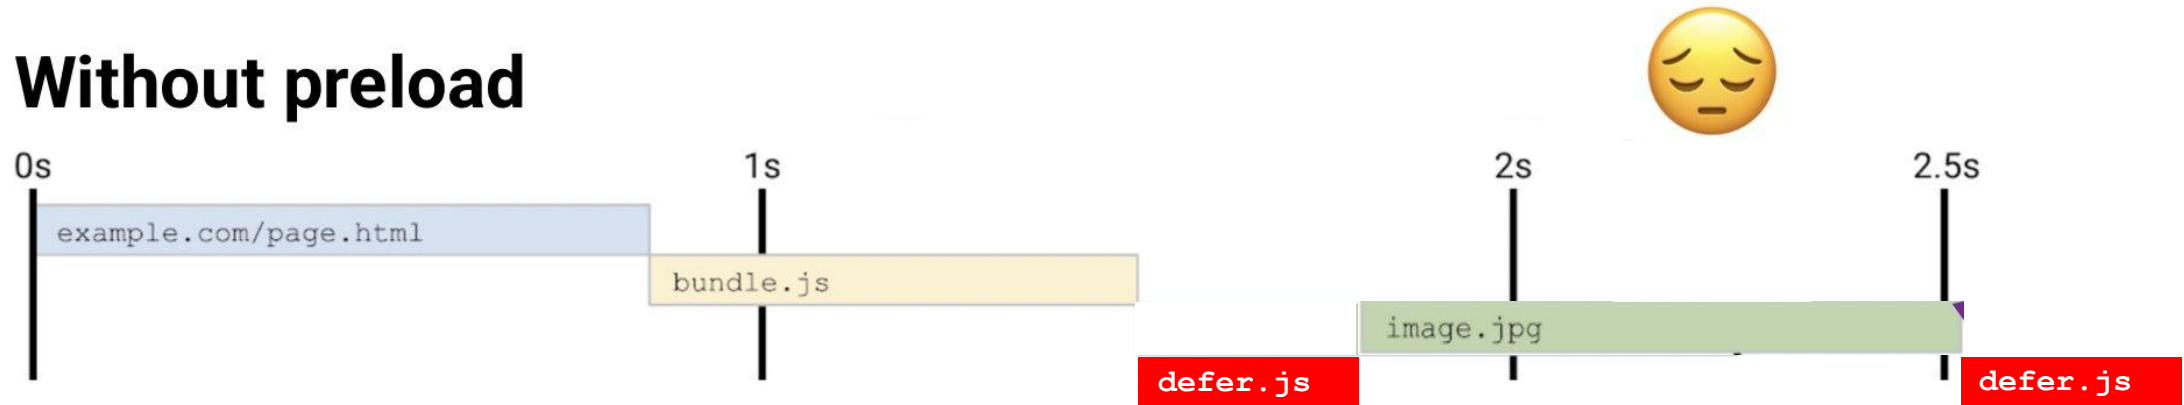 Without preload
0s 1s 2s 2.5s
example.com/page.html
bundle.js
image.jpg
defer.js defer.js